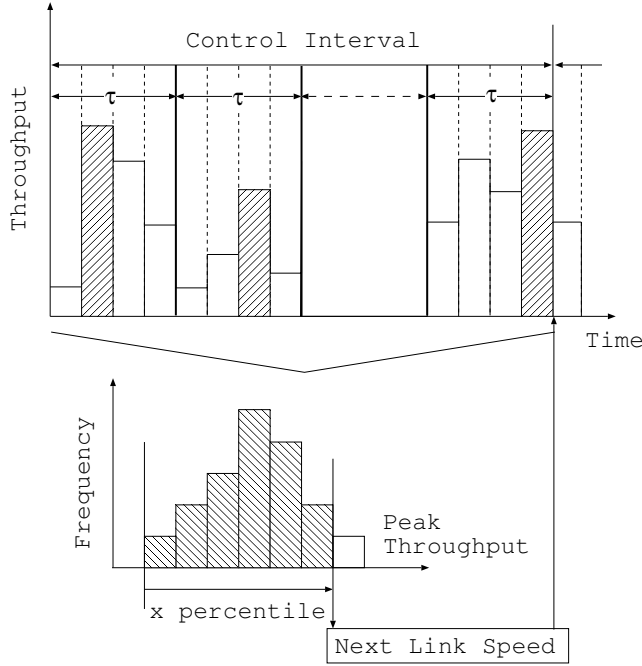 Control Interval
τ
τ
τ
Throughput
Time
Frequency
Peak
Throughput
x percentile
Next Link Speed